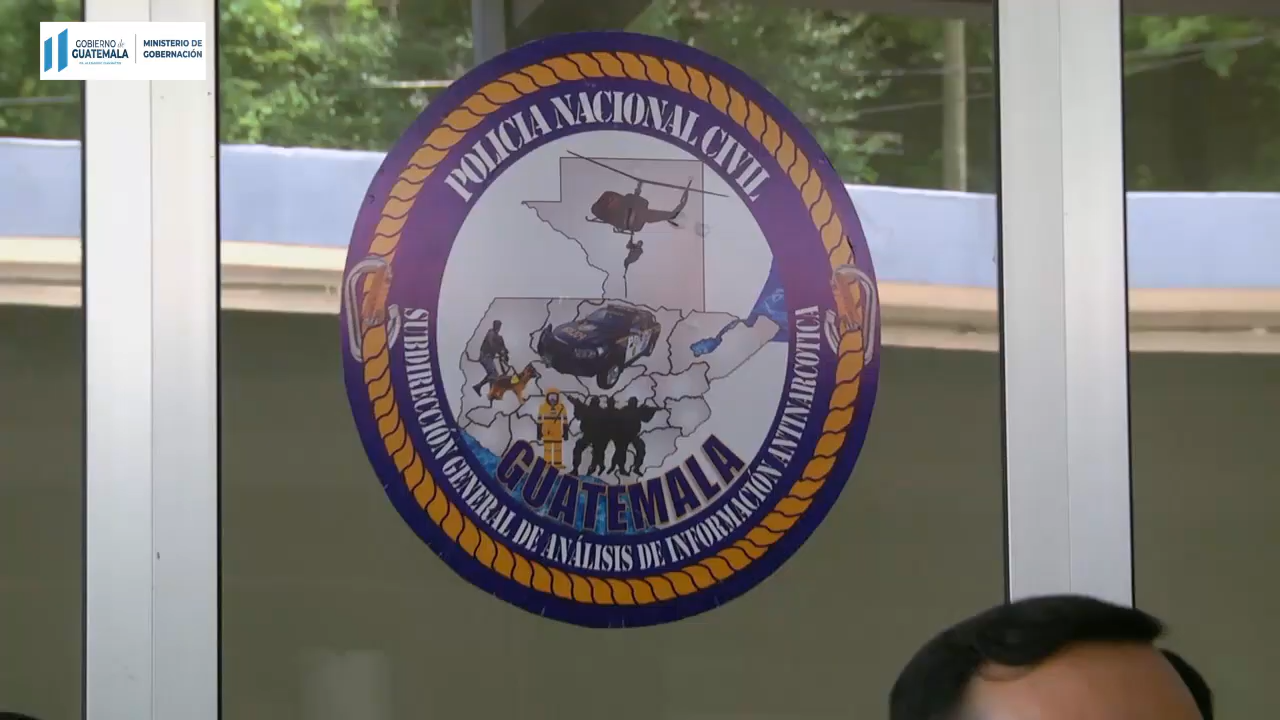 GOBIERNO de
GUATEMALA
MINISTERIO DE
GOBERNACIÓN
POLICIA NACIONAL CIVIL
SUBDIRECCIÓN GENERAL DE ANÁLISIS DE INFORMACIÓN ANTINARCOTICA
GUATEMALA